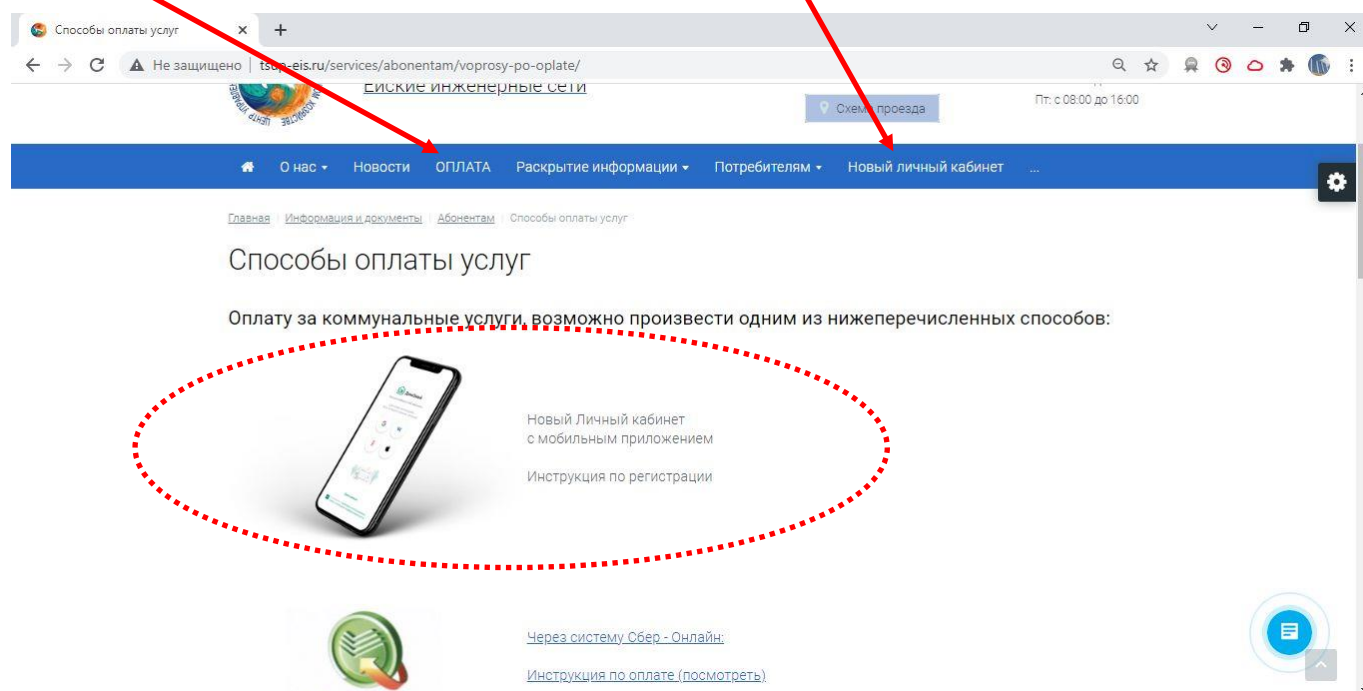 Способы оплаты услуг
Не защищено | tsup-eis.ru/services/abonentam/voprosy-po-oplate/
Ейские инженерные сети
Схема проезда
Пт: с 08:00 до 16:00
О нас Новости ОПЛАТА Раскрытие информации Потребителям Новый личный кабинет ...
Главная Информация и документы Абонентам Способы оплаты услуг
Способы оплаты услуг
Оплату за коммунальные услуги, возможно произвести одним из нижеперечисленных способов:
Новый Личный кабинет
с мобильным приложением
Инструкция по регистрации
Через систему Сбер - Онлайн:
Инструкция по оплате (посмотреть)